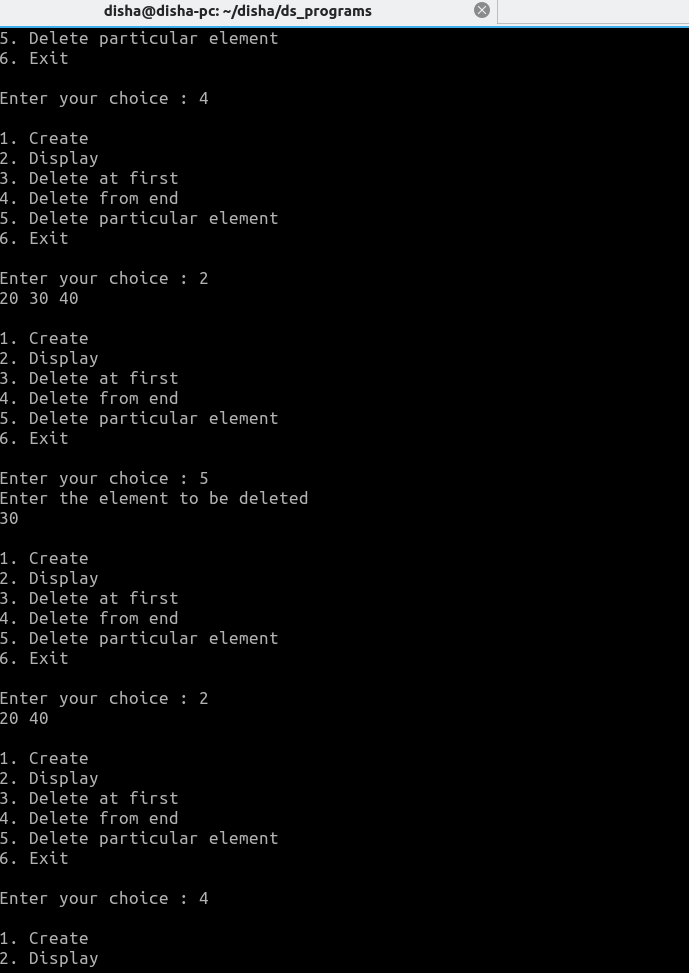 disha@disha-pc: ~/disha/ds_programs
5. Delete particular element
6. Exit
Enter your choice : 4
1. Create
2. Display
3. Delete at first
4. Delete from end
5. Delete particular element
6. Exit
Enter your choice : 2
20 30 40
1. Create
2. Display
3. Delete at first
4. Delete from end
5. Delete particular element
6. Exit
Enter your choice : 5
Enter the element to be deleted
30
1. Create
2. Display
3. Delete at first
4. Delete from end
5. Delete particular element
6. Exit
Enter your choice : 2
20 40
1. Create
2. Display
3. Delete at first
4. Delete from end
5. Delete particular element
6. Exit
Enter your choice : 4
1. Create
2. Display